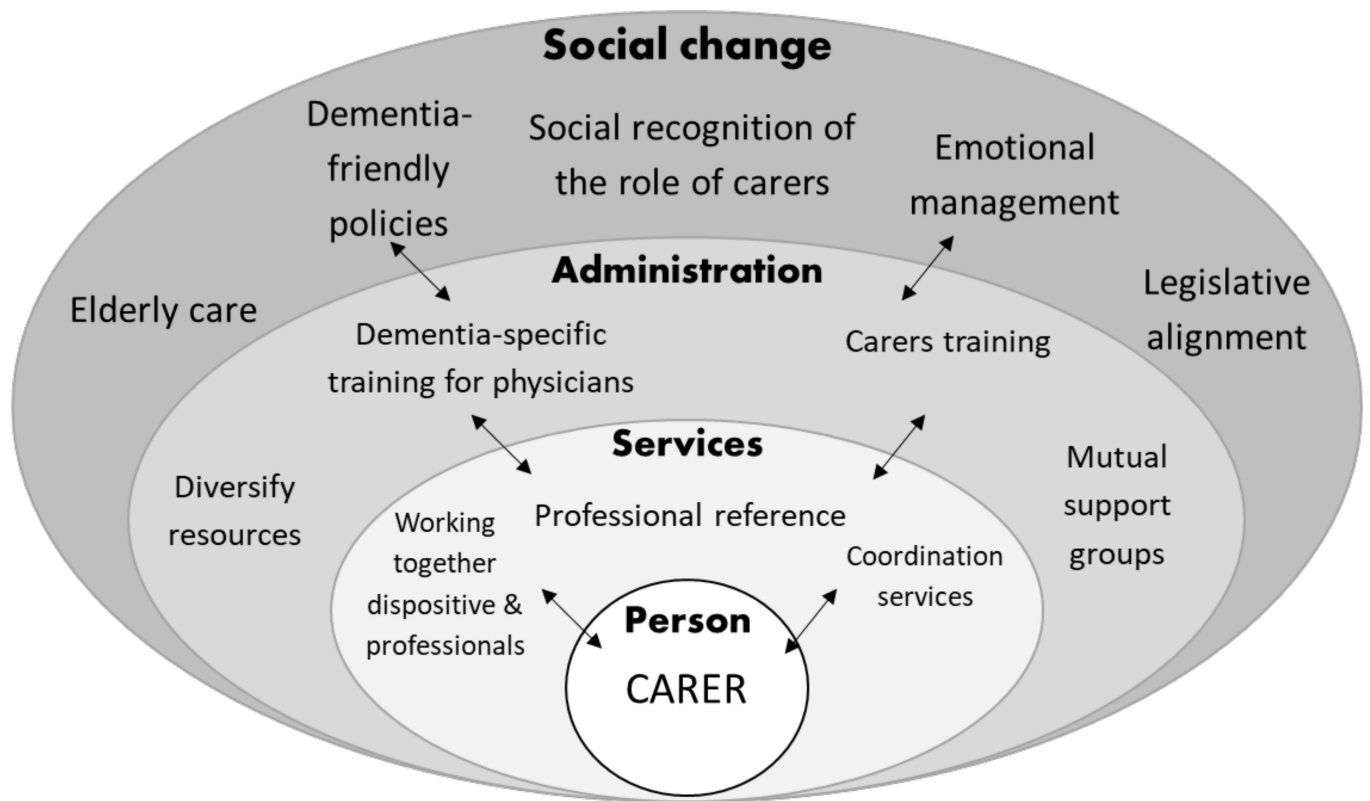 Social change
Dementia-
friendly
policies
Social recognition of
the role of carers
Emotional
management
Elderly care
Legislative
alignment
Administration
Dementia-specific
training for physicians
Carers training
Diversify
resources
Mutual
support
groups
Services
Professional reference
Working
together
dispositive &
professionals
Coordination
services
Person
CARER